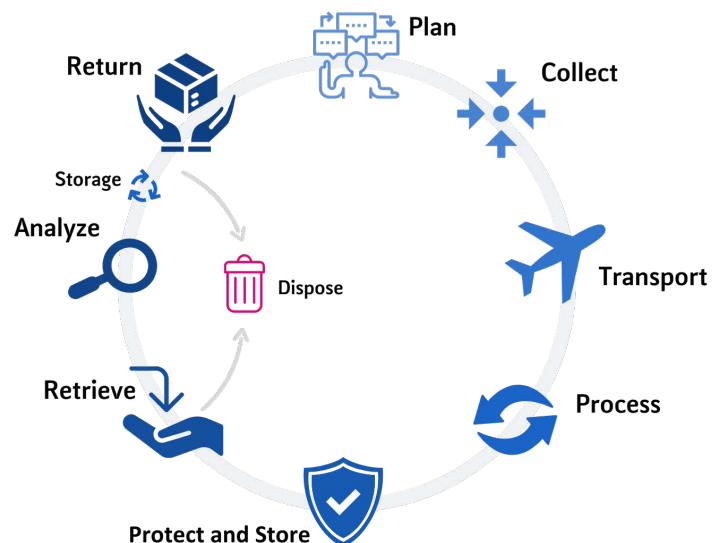 Plan
Collect
Transport
Process
Protect and Store
Retrieve
Analyze
Storage
Return
Dispose